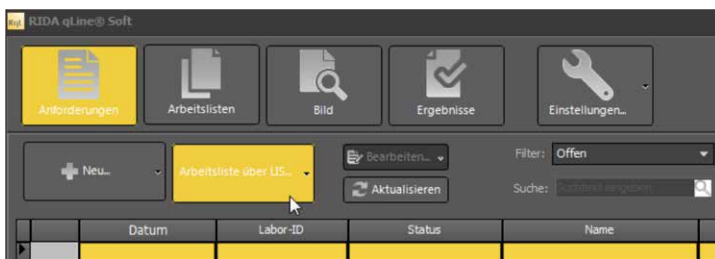 RIDA qLine® Soft
Anforderungen
Arbeitslisten
Bild
Ergebnisse
Einstellungen...
Neu...
Arbeitsliste über LIS...
Bearbeiten...
Aktualisieren
Filter: Offen
Suche:
Datum
Labor-ID
Status
Name